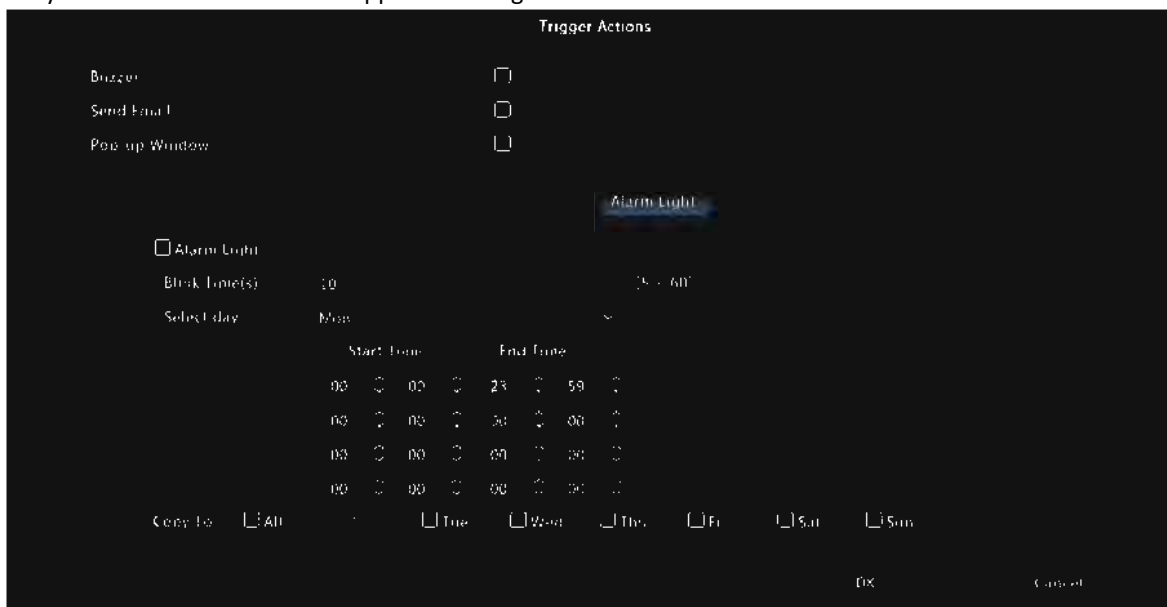 Trigger Actions
Buzzer
Send Email
Pop-up Window
Alarm Light
Alarm Light
Blink Time(s) 10 [5 - 60]
Select day Mon
Start Time End Time
00 00 23 59
00 00 00 00
00 00 00 00
00 00 00 00
Copy To All Tue Wed Thu Fri Sat Sun
OK Cancel